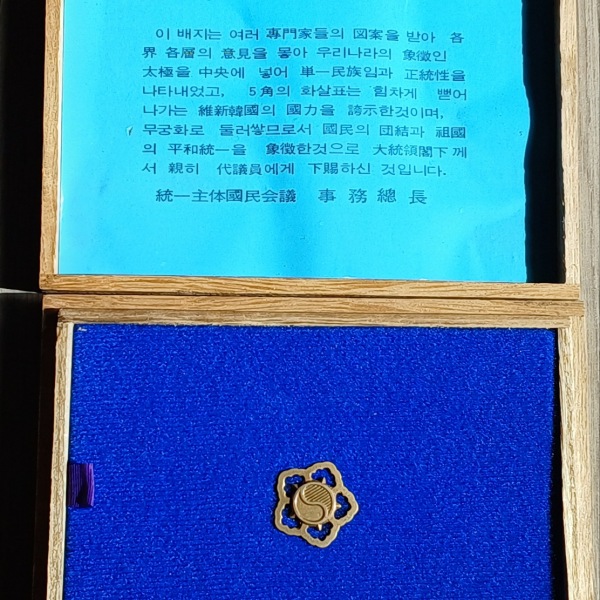 이 배지는 여러 專門家들의 図案을 받아 各
界 各層의 意見을 몽아 우리나라의 象徵인
太極을 中央에 넣어 単一民族임과 正統性을
나타내었고, 5角의 화살표는 힘차게 뻗어
나가는 維新韓國의 國力을 誇示한것이며,
무궁화로 둘러쌓므로서 國民의 団結과 祖國
의 平和統一을 象徵한것으로 大統領閣下께
서 親히 代議員에게 下賜하신 것입니다.
統一主体國民会議 事務總長